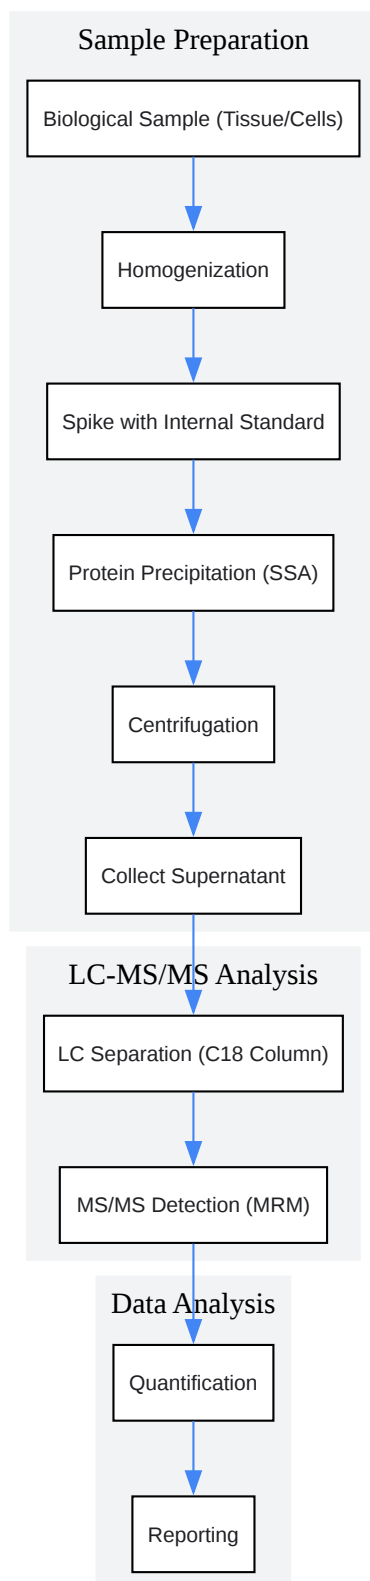 Sample Preparation
Biological Sample (Tissue/Cells)
Homogenization
Spike with Internal Standard
Protein Precipitation (SSA)
Centrifugation
Collect Supernatant
LC-MS/MS Analysis
LC Separation (C18 Column)
MS/MS Detection (MRM)
Data Analysis
Quantification
Reporting